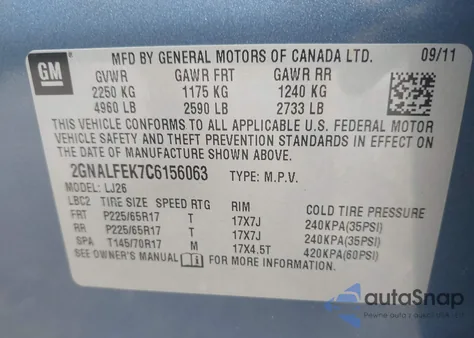 GM
MFD BY GENERAL MOTORS OF CANADA LTD. 09/11
GVWR GAWR FRT GAWR RR
2250 KG 1175 KG 1240 KG
4960 LB 2590 LB 2733 LB
THIS VEHICLE CONFORMS TO ALL APPLICABLE U.S. FEDERAL MOTOR
VEHICLE SAFETY AND THEFT PREVENTION STANDARDS IN EFFECT ON
THE DATE OF MANUFACTURE SHOWN ABOVE.
2GNALFEK7C6156063 TYPE: M.P.V.
MODEL: LJ26
LBC2 TIRE SIZE SPEED RTG RIM COLD TIRE PRESSURE
FRT P225/65R17 T 17X7J 240KPA(35PSI)
RR P225/65R17 T 17X7J 240KPA(35PSI)
SPA T145/70R17 M 17X4,5T 420KPA(60PSI)
SEE OWNER'S MANUAL FOR MORE INFORMATION.
autoSnap
Pewne auto z USA